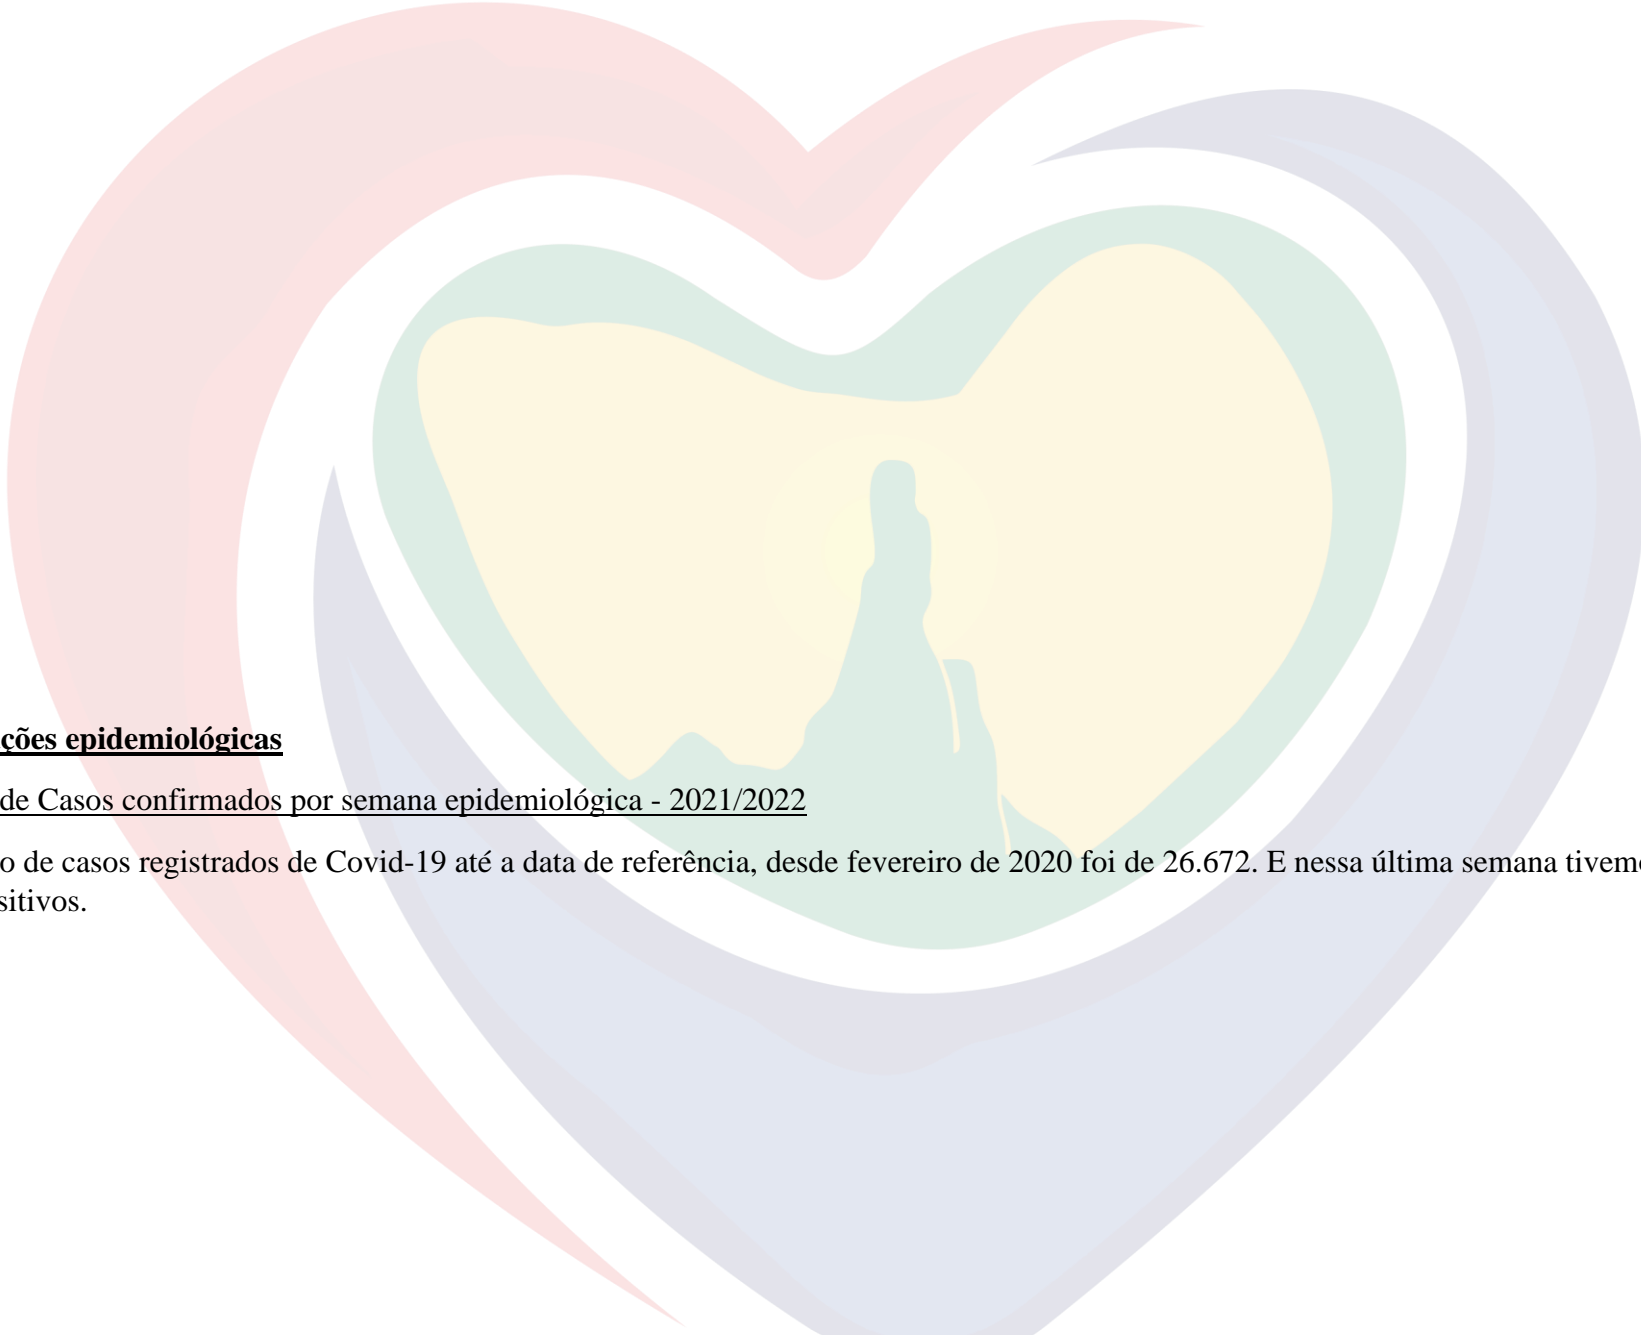 ções epidemiológicas
de Casos confirmados por semana epidemiológica - 2021/2022
o de casos registrados de Covid-19 até a data de referência, desde fevereiro de 2020 foi de 26.672. E nessa última semana tivem
sitivos.